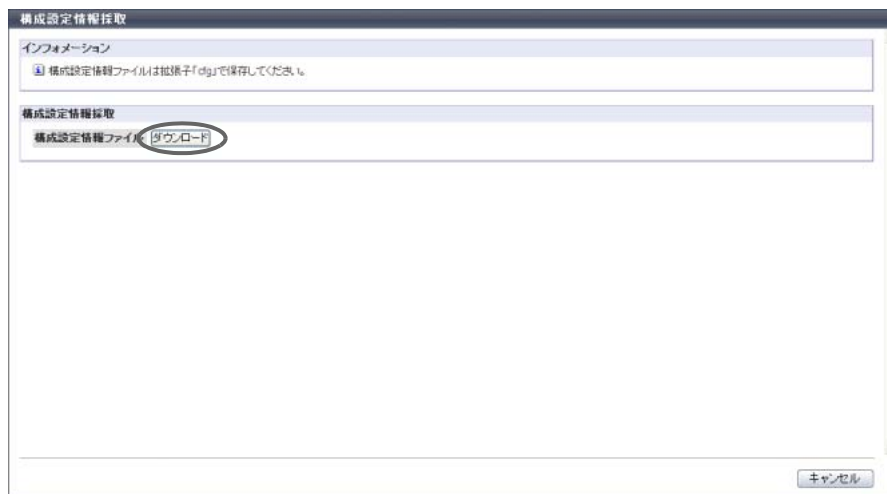 構成設定情報採取
インフォメーション
構成設定情報ファイルは拡張子「cfg」で保存してください。
構成設定情報採取
構成設定情報ファイル ダウンロード
キャンセル